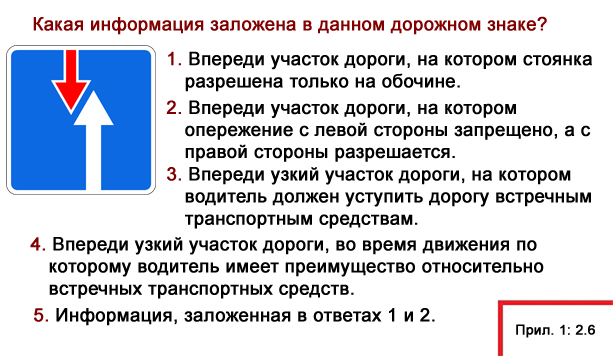 Какая информация заложена в данном дорожном знаке?
1. Впереди участок дороги, на котором стоянка
разрешена только на обочине.
2. Впереди участок дороги, на котором
опережение с левой стороны запрещено, а с
правой стороны разрешается.
3. Впереди узкий участок дороги, на котором
водитель должен уступить дорогу встречным
транспортным средствам.
4. Впереди узкий участок дороги, во время движения по
которому водитель имеет преимущество относительно
встречных транспортных средств.
5. Информация, заложенная в ответах 1 и 2.
Прил. 1: 2.6